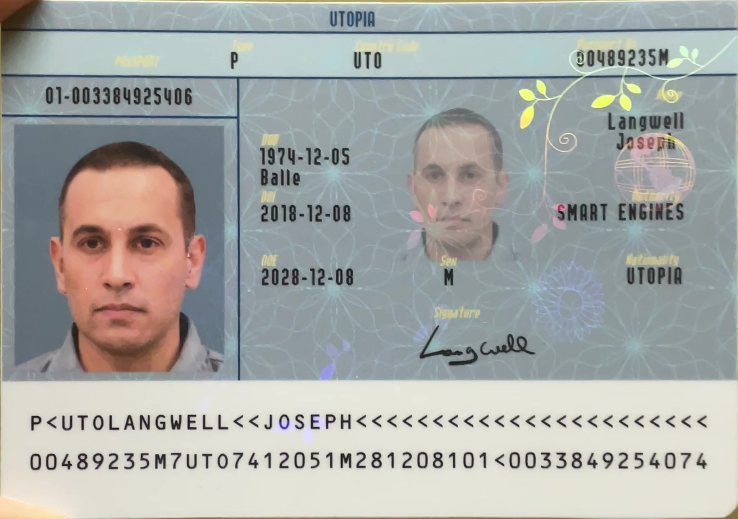 UTOPIA
PASSPORT Type Country Code Passport No
P UTO 00489235M
01-003384925406
Name
Langwell
Joseph
DOB
1974-12-05
Balle
DOI Authority
2018-12-08 SMART ENGINES
DOE Sex Nationality
2028-12-08 M UTOPIA
Signature
Langwell
P<UTOLANGWELL<<JOSEPH<<<<<<<<<<<<<<<<<<<<<<<
00489235M7UTO7412051M281208101<0033849254074